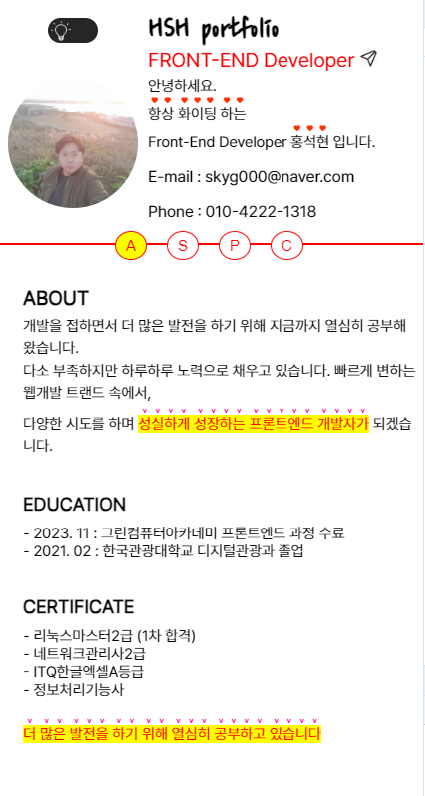 HSH portfolio
FRONT-END Developer
안녕하세요.
항상 화이팅 하는
Front-End Developer 홍석현 입니다.
E-mail : skyg000@naver.com
Phone : 010-4222-1318
A S P C
ABOUT
개발을 접하면서 더 많은 발전을 하기 위해 지금까지 열심히 공부해
왔습니다.
다소 부족하지만 하루하루 노력으로 채우고 있습니다. 빠르게 변하는
웹개발 트랜드 속에서,
다양한 시도를 하며 성실하게 성장하는 프론트엔드 개발자가 되겠습
니다.
EDUCATION
- 2023. 11 : 그린컴퓨터아카데미 프론트엔드 과정 수료
- 2021. 02 : 한국관광대학교 디지털관광과 졸업
CERTIFICATE
- 리눅스마스터2급 (1차 합격)
- 네트워크관리사2급
- ITQ한글엑셀A등급
- 정보처리기능사
더 많은 발전을 하기 위해 열심히 공부하고 있습니다